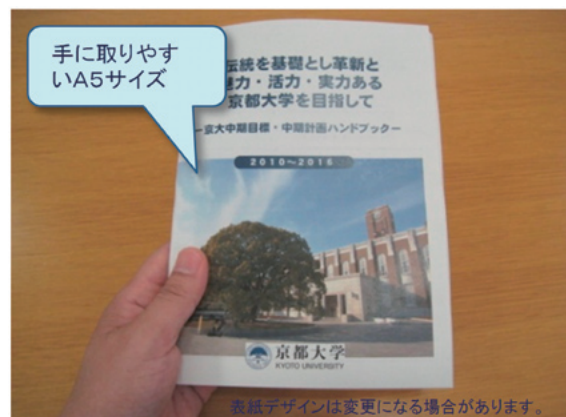 手に取りやす
いA5サイズ
伝統を基礎とし革新と
力・活力・実力ある
京都大学を目指して
―京大中期目標・中期計画ハンドブック―
2010～2015
京都大学
KYOTO UNIVERSITY
表紙デザインは変更になる場合があります。